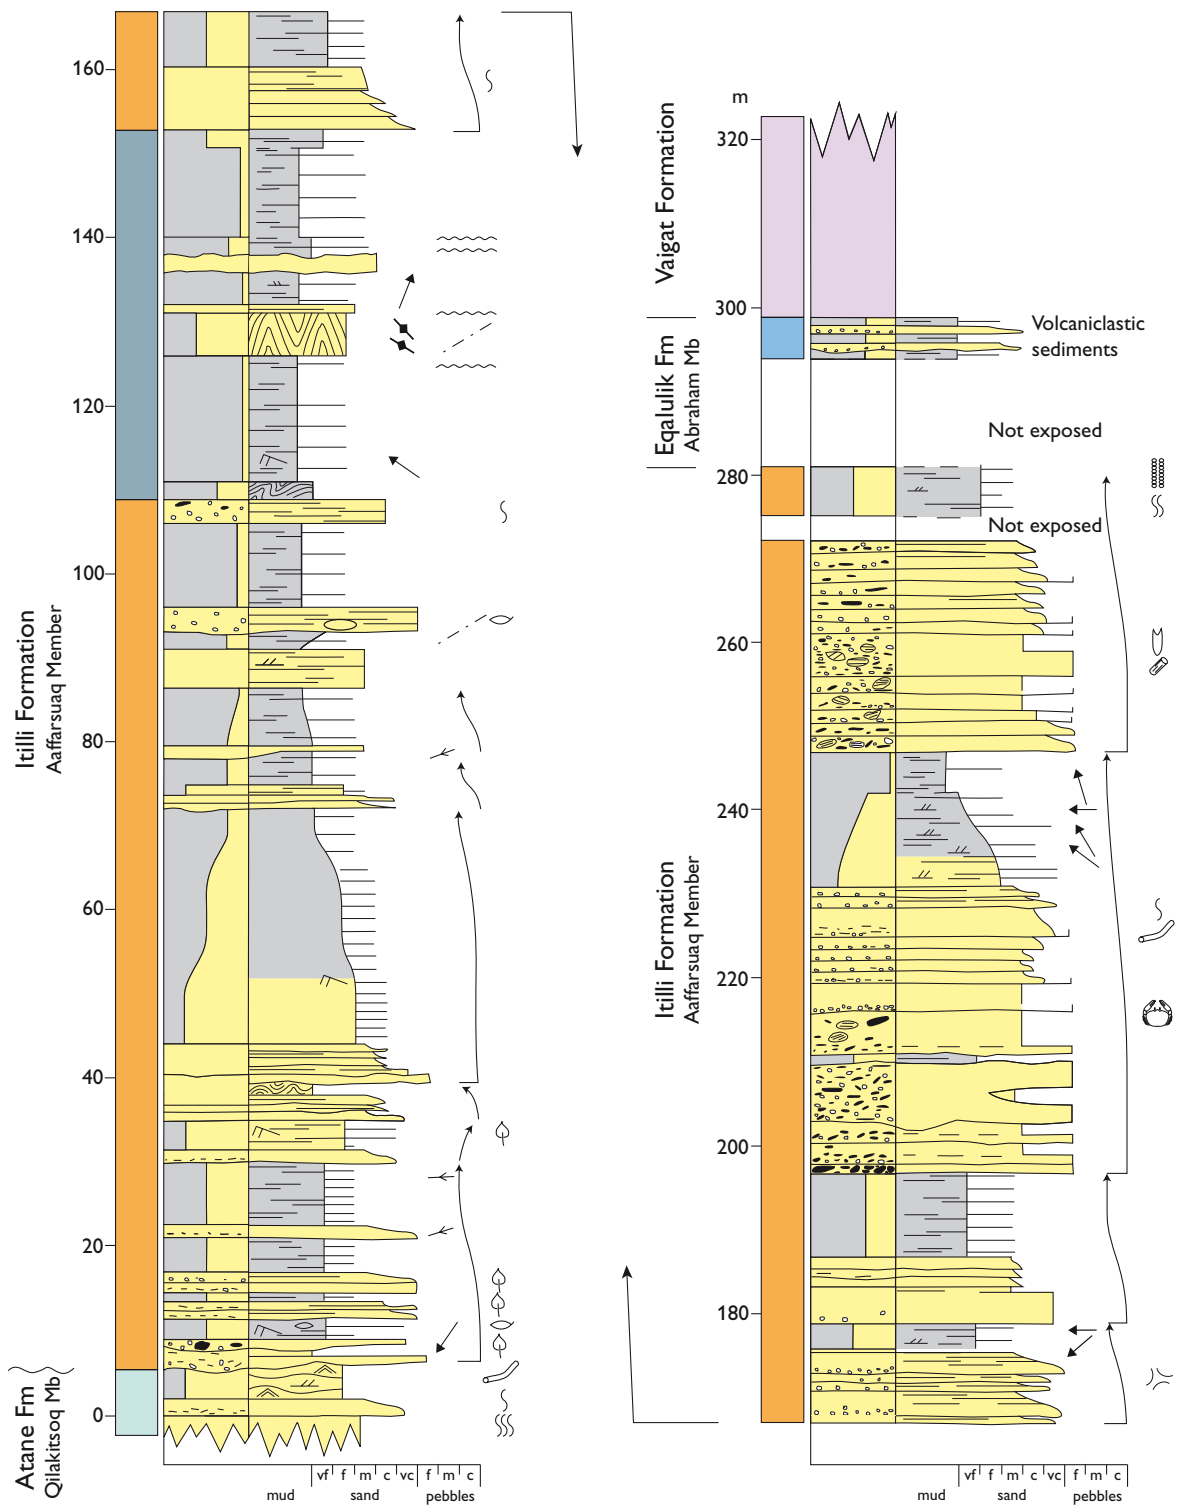 160
140
120
100
80
60
40
20
0
Itilli Formation
Aaffarsuaq Member
Atane Fm
Qilakitsoq Mb
vf f m c vc f m c
mud sand pebbles
m
320
300
280
260
240
220
200
180
Vaigat Formation
Eqalulik Fm
Abraham Mb
Itilli Formation
Aaffarsuaq Member
Volcaniclastic
sediments
Not exposed
Not exposed
vf f m c vc f m c
mud sand pebbles